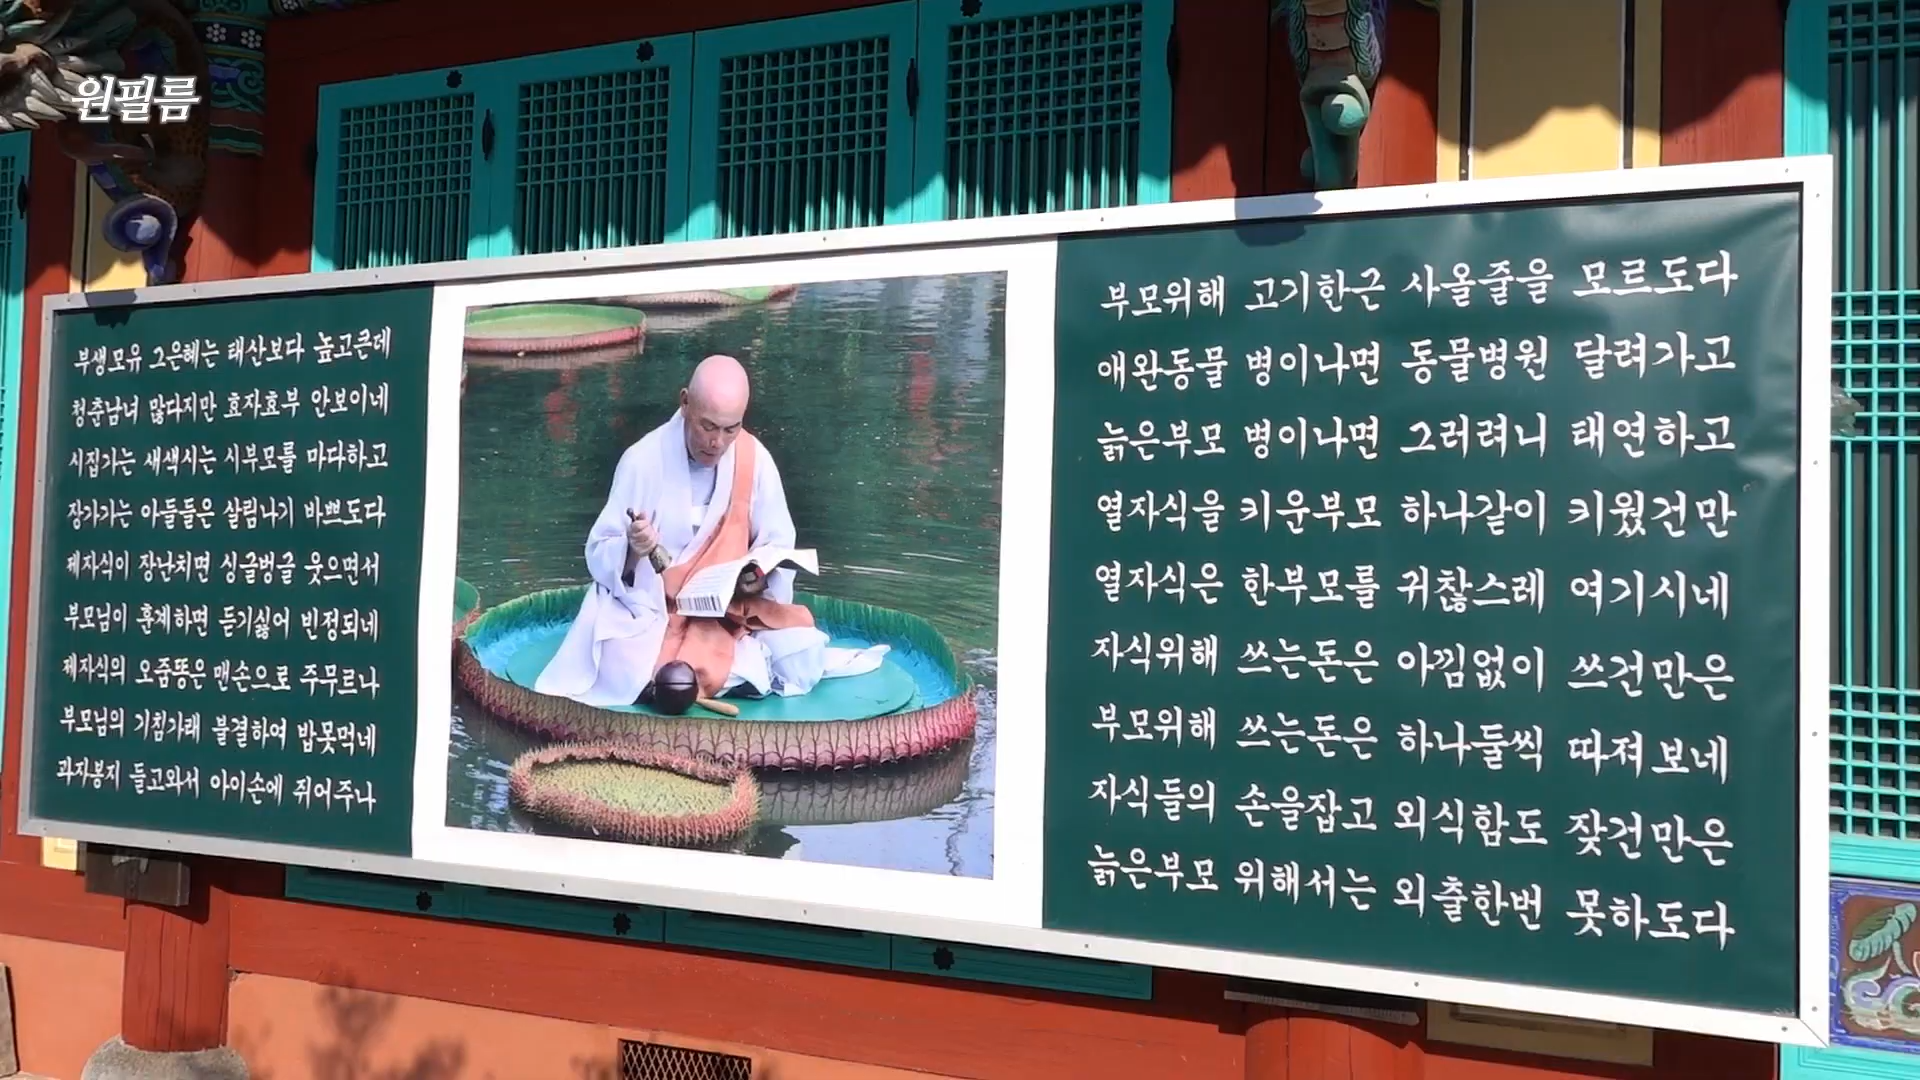 원필름
부생모유 그은혜는 태산보다 높고큰데
청춘남녀 많다지만 효자효부 안보이네
시집가는 새색시는 시부모를 마다하고
장가가는 아들들은 살림나기 바쁘도다
제자식이 장난치면 싱글벙글 웃으면서
부모님이 훈계하면 듣기싫어 빈정되네
제자식의 오줌똥은 맨손으로 주무르나
부모님의 기침가래 불결하여 밥못먹네
과자봉지 들고와서 아이손에 쥐어주나
부모위해 고기한근 사올줄을 모르도다
애완동물 병이나면 동물병원 달려가고
늙은부모 병이나면 그러려니 태연하고
열자식을 키운부모 하나같이 키웠건만
열자식은 한부모를 귀찮스레 여기시네
자식위해 쓰는돈은 아낌없이 쓰건만은
부모위해 쓰는돈은 하나둘씩 따져보네
자식들의 손을잡고 외식함도 잦건만은
늙은부모 위해서는 외출한번 못하도다